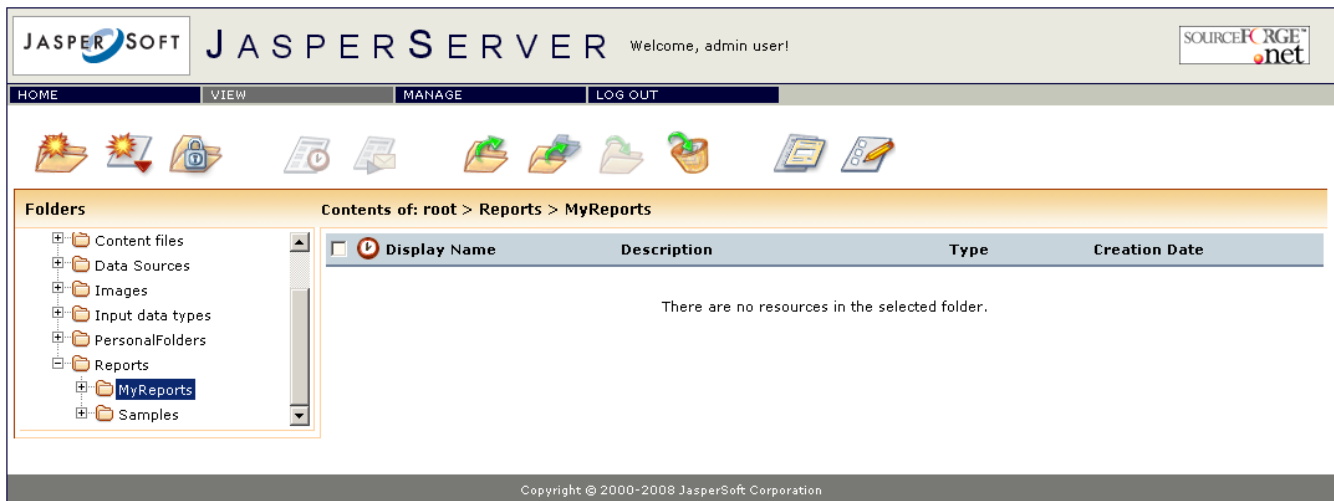 JASPERSOFT JASPERSERVER Welcome, admin user! SOURCEFORGE™
.net
HOME VIEW MANAGE LOG OUT
Folders Contents of: root > Reports > MyReports
Content files
Data Sources
Images
Input data types
PersonalFolders
Reports
MyReports
Samples
Display Name Description Type Creation Date
There are no resources in the selected folder.
Copyright © 2000-2008 JasperSoft Corporation